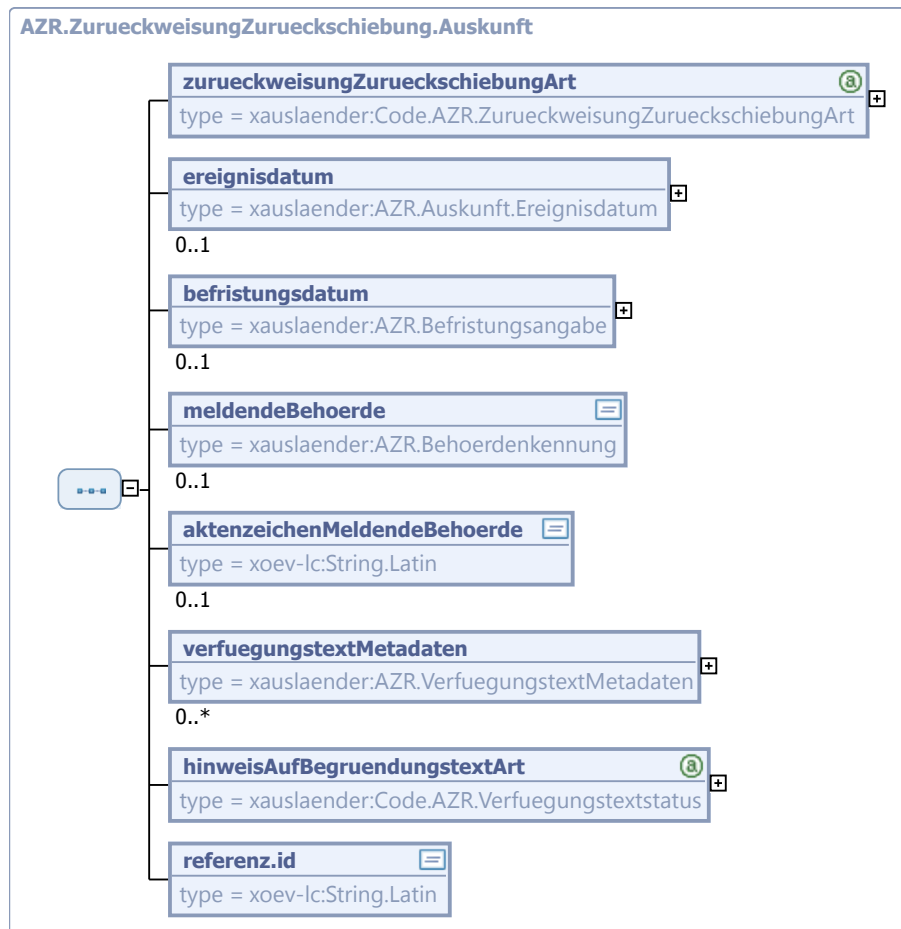 AZR.ZurueckweisungZurueckschiebung.Auskunft
zurueckweisungZurueckschiebungArt
type = xauslaender:Code.AZR.ZurueckweisungZurueckschiebungArt
ereignisdatum
type = xauslaender:AZR.Auskunft.Ereignisdatum
0..1
befristungsdatum
type = xauslaender:AZR.Befristungsangabe
0..1
meldendeBehoerde
type = xauslaender:AZR.Behoerdenkennung
0..1
aktenzeichenMeldendeBehoerde
type = xoev-lc:String.Latin
0..1
verfuegungstextMetadaten
type = xauslaender:AZR.VerfuegungstextMetadaten
0..*
hinweisAufBegruendungstextArt
type = xauslaender:Code.AZR.Verfuegungstextstatus
referenz.id
type = xoev-lc:String.Latin